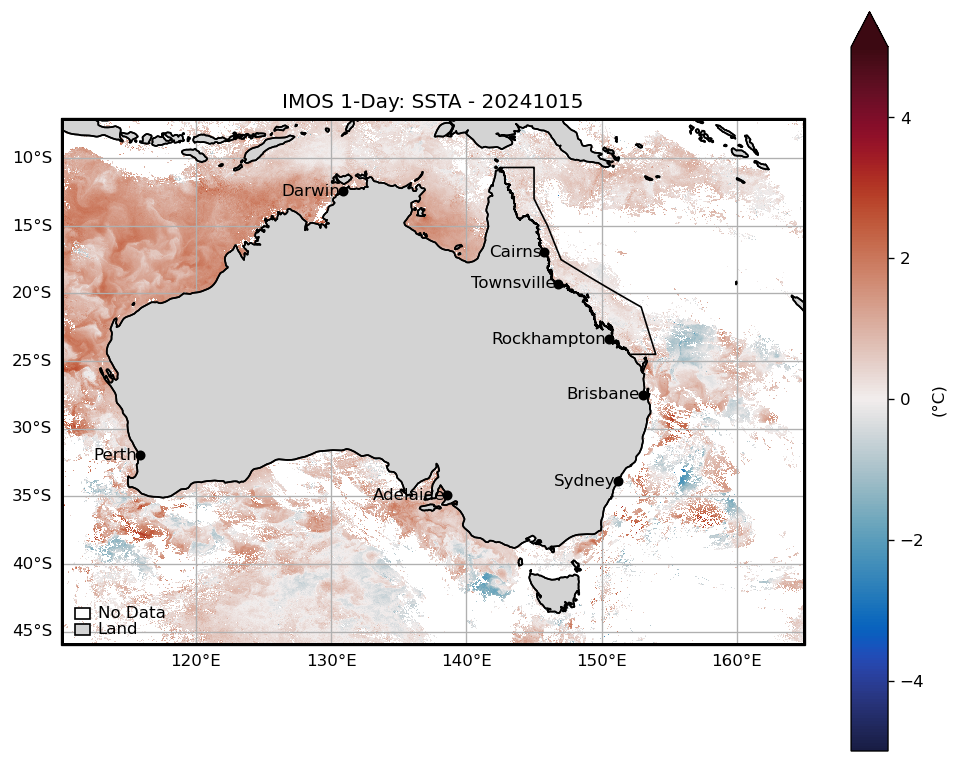 IMOS 1-Day: SSTA - 20241015
10°S
15°S
20°S
25°S
30°S
35°S
40°S
45°S
Darwin
Cairns
Townsville
Rockhampton
Brisbane
Perth
Sydney
Adelaide
No Data
Land
120°E 130°E 140°E 150°E 160°E
4
2
0
−2
−4
(°C)